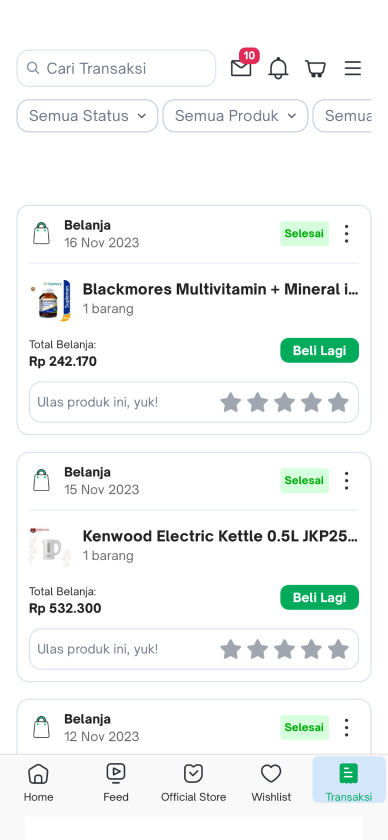 10
Cari Transaksi
Semua Status
Semua Produk
Semua
Belanja
16 Nov 2023
Selesai
Blackmores Multivitamin + Mineral i...
1 barang
Total Belanja:
Rp 242.170
Beli Lagi
Ulas produk ini, yuk!
Belanja
15 Nov 2023
Selesai
Kenwood Electric Kettle 0.5L JKP25...
1 barang
Total Belanja:
Rp 532.300
Beli Lagi
Ulas produk ini, yuk!
Belanja
12 Nov 2023
Selesai
Home
Feed
Official Store
Wishlist
Transaksi